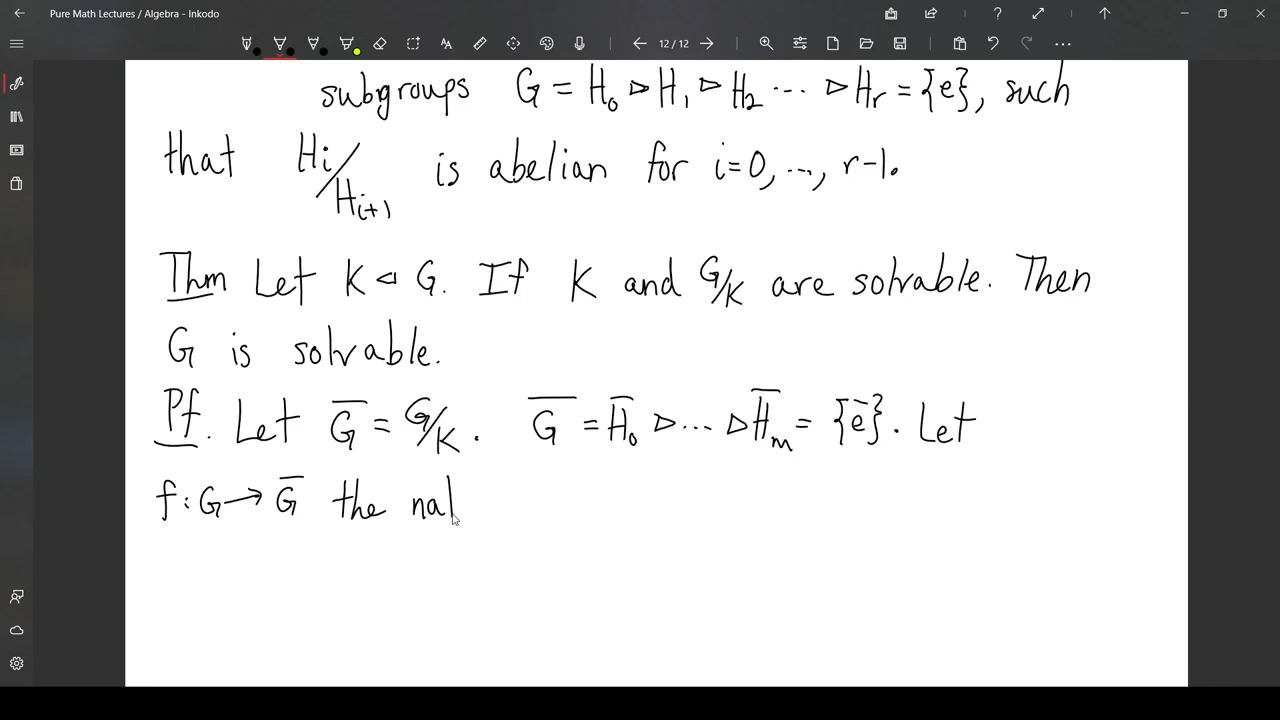 Pure Math Lectures / Algebra - Inkodo
12/12
subgroups G = H₀ ▷ H₁ ▷ H₂ ... ▷ Hr = {e}, such
that Hi/Hi+1 is abelian for i=0, ..., r-1.
Thm Let K ◁ G. If K and G/K are solvable. Then
G is solvable.
Pf. Let G̅ = G/K. G̅ = H̅₀ ▷ ... ▷ H̅m = {e̅}. Let
f: G → G̅ the nal